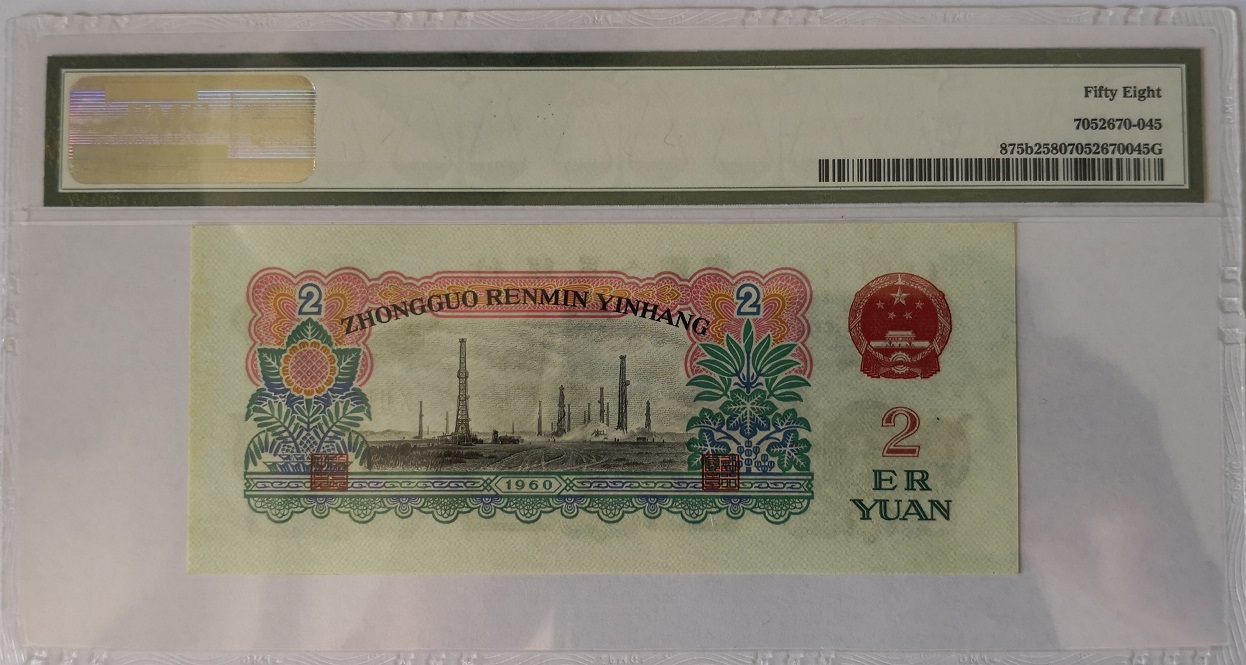 Fifty Eight
7052670-045
875b25807052670045G
2 ZHONGGUO RENMIN YINHANG 2
1960
2
ER
YUAN